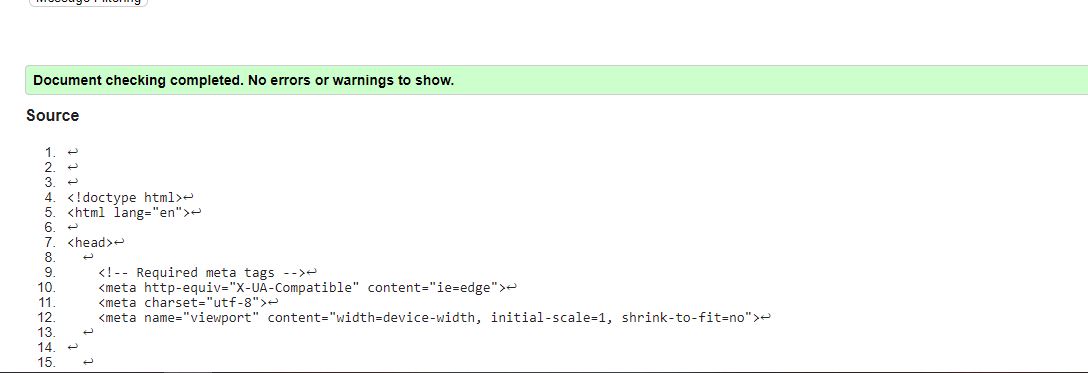 Message Filtering
Document checking completed. No errors or warnings to show.
Source
1. ↩
2. ↩
3. ↩
4. <!doctype html>↩
5. <html lang="en">↩
6. ↩
7. <head>↩
8. ↩
9. <!-- Required meta tags -->↩
10. <meta http-equiv="X-UA-Compatible" content="ie=edge">↩
11. <meta charset="utf-8">↩
12. <meta name="viewport" content="width=device-width, initial-scale=1, shrink-to-fit=no">↩
13. ↩
14. ↩
15. ↩